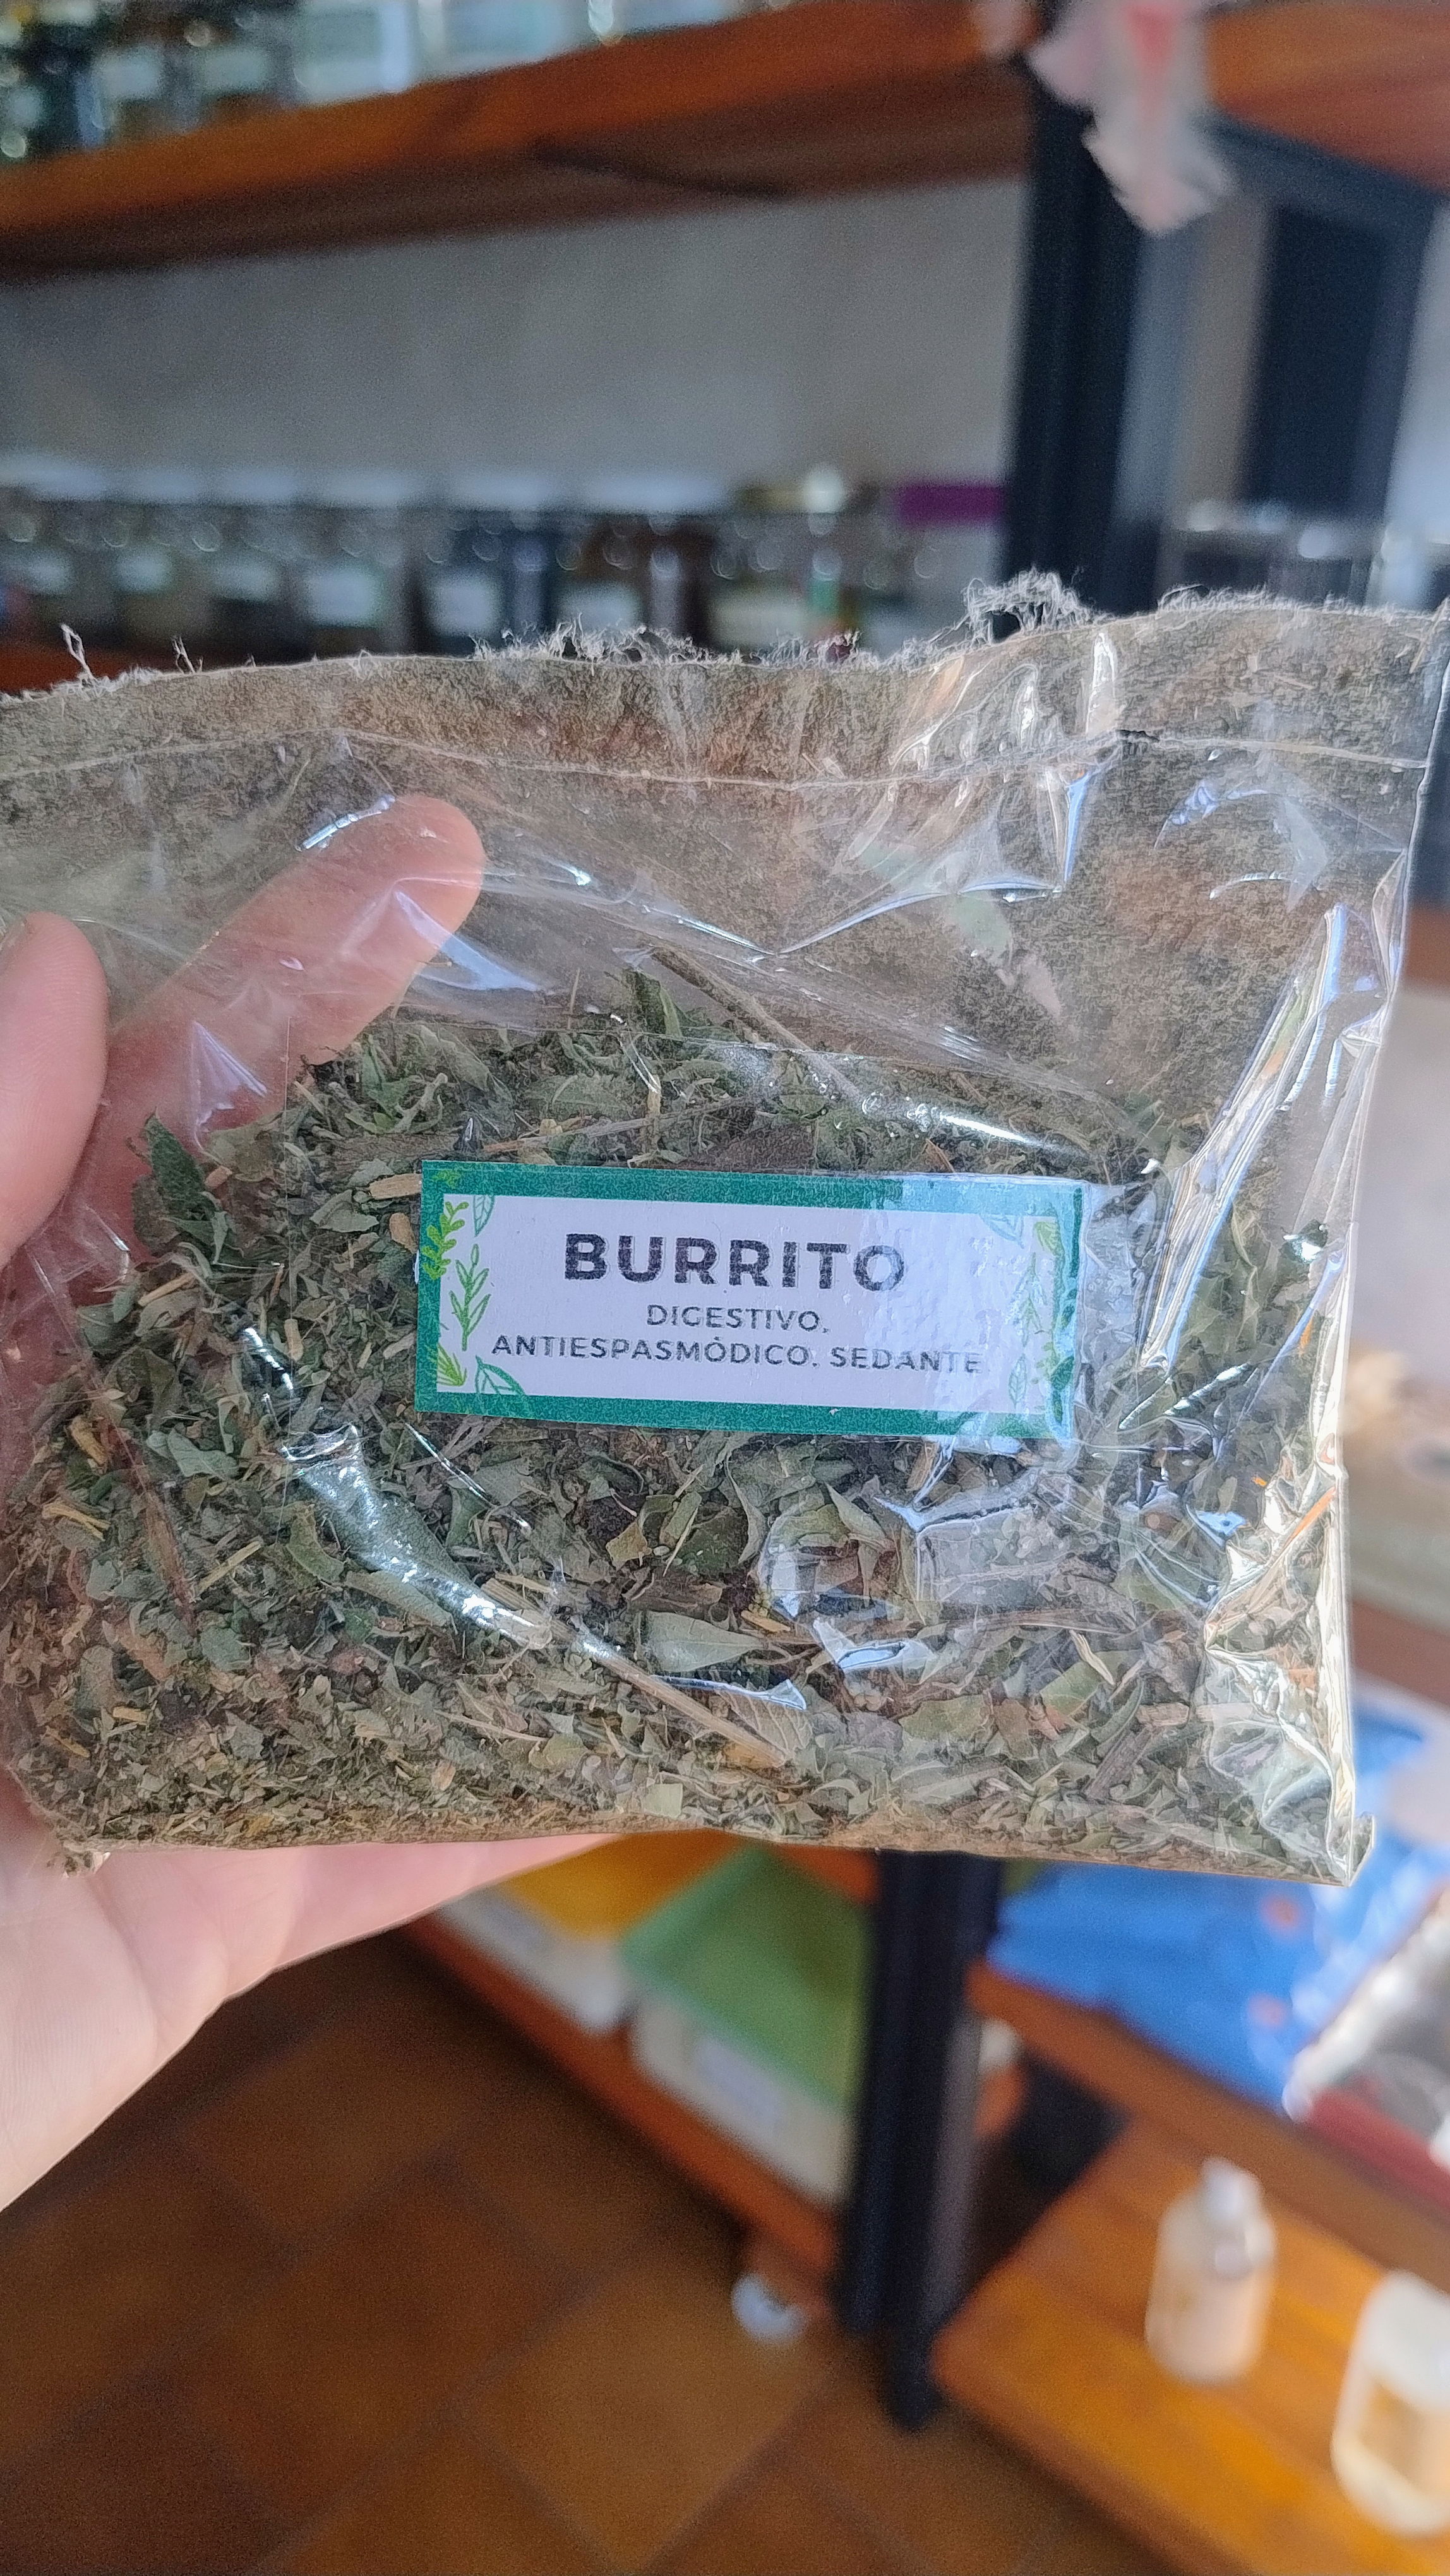 BURRITO
DIGESTIVO,
ANTIESPASMÓDICO, SEDANTE